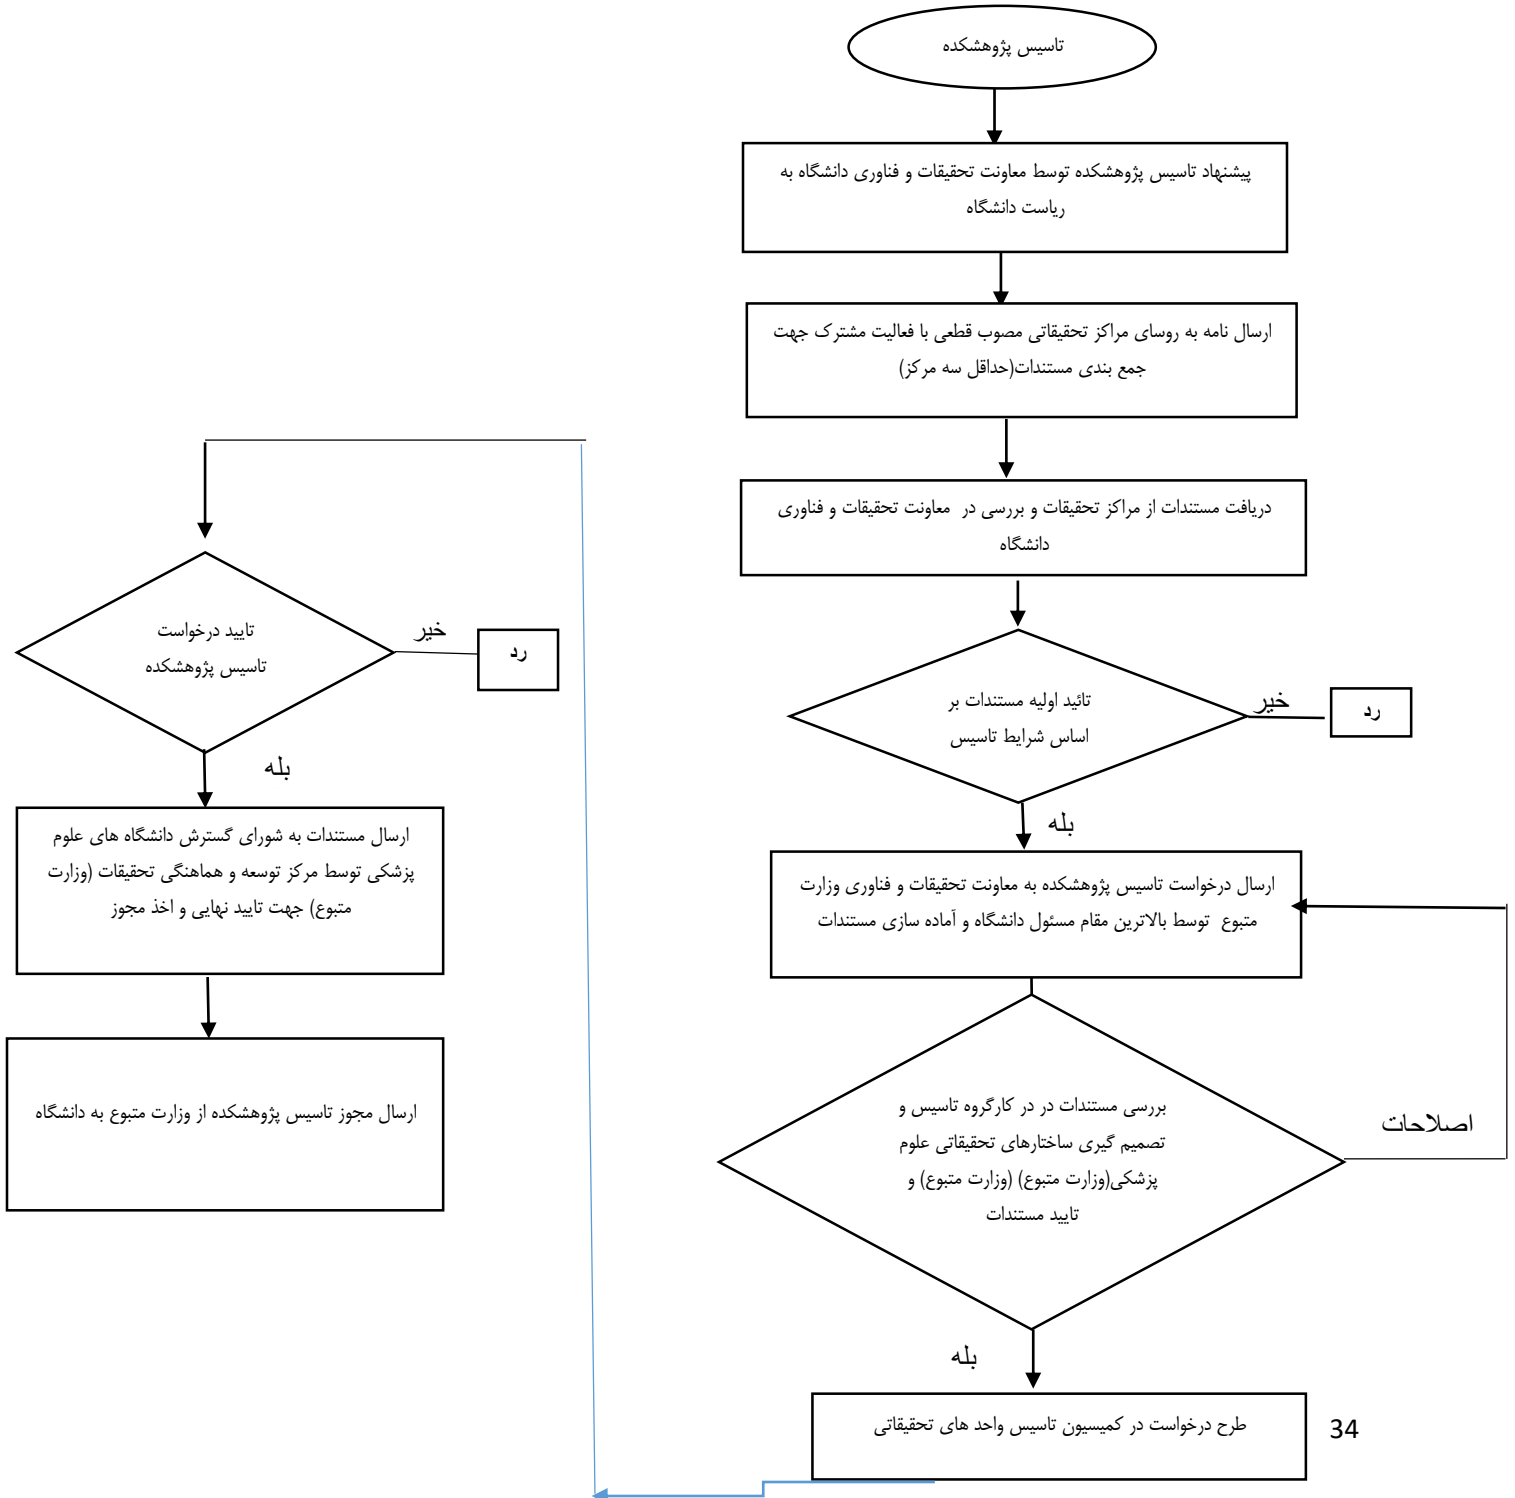 تاسیس پژوهشکده
پیشنهاد تاسیس پژوهشکده توسط معاونت تحقیقات و فناوری دانشگاه به
ریاست دانشگاه
ارسال نامه به روسای مراکز تحقیقاتی مصوب قطعی با فعالیت مشترک جهت
جمع بندی مستندات(حداقل سه مرکز)
دریافت مستندات از مراکز تحقیقات و بررسی در معاونت تحقیقات و فناوری
دانشگاه
تائید اولیه مستندات بر
اساس شرایط تاسیس
خیر
رد
بله
ارسال درخواست تاسیس پژوهشکده به معاونت تحقیقات و فناوری وزارت
متبوع توسط بالاترین مقام مسئول دانشگاه و آماده سازی مستندات
بررسی مستندات در در کارگروه تاسیس و
تصمیم گیری ساختارهای تحقیقاتی علوم
پزشکی(وزارت متبوع) (وزارت متبوع) و
تایید مستندات
اصلاحات
بله
طرح درخواست در کمیسیون تاسیس واحد های تحقیقاتی
34
تایید درخواست
تاسیس پژوهشکده
خیر
رد
بله
ارسال مستندات به شورای گسترش دانشگاه های علوم
پزشکی توسط مرکز توسعه و هماهنگی تحقیقات (وزارت
متبوع) جهت تایید نهایی و اخذ مجوز
ارسال مجوز تاسیس پژوهشکده از وزارت متبوع به دانشگاه